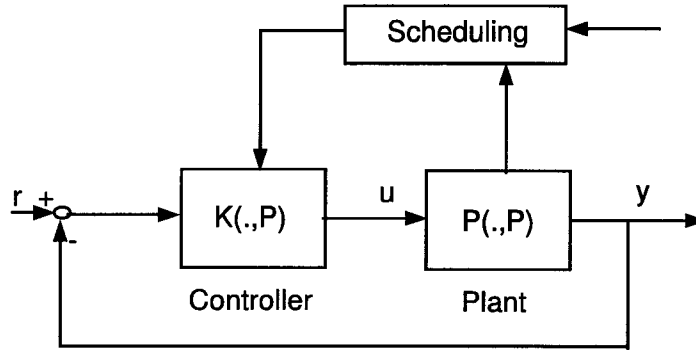 Scheduling
r + -
K(.,P)
u
P(.,P)
y
Controller
Plant